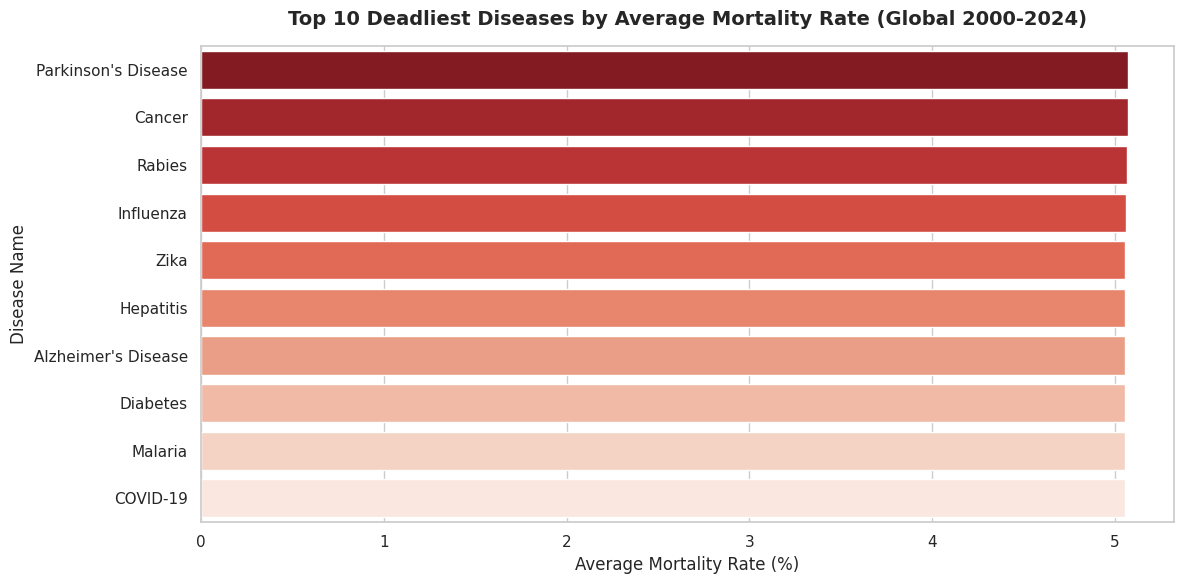 Top 10 Deadliest Diseases by Average Mortality Rate (Global 2000-2024)
Disease Name
Parkinson's Disease
Cancer
Rabies
Influenza
Zika
Hepatitis
Alzheimer's Disease
Diabetes
Malaria
COVID-19
0 1 2 3 4 5
Average Mortality Rate (%)